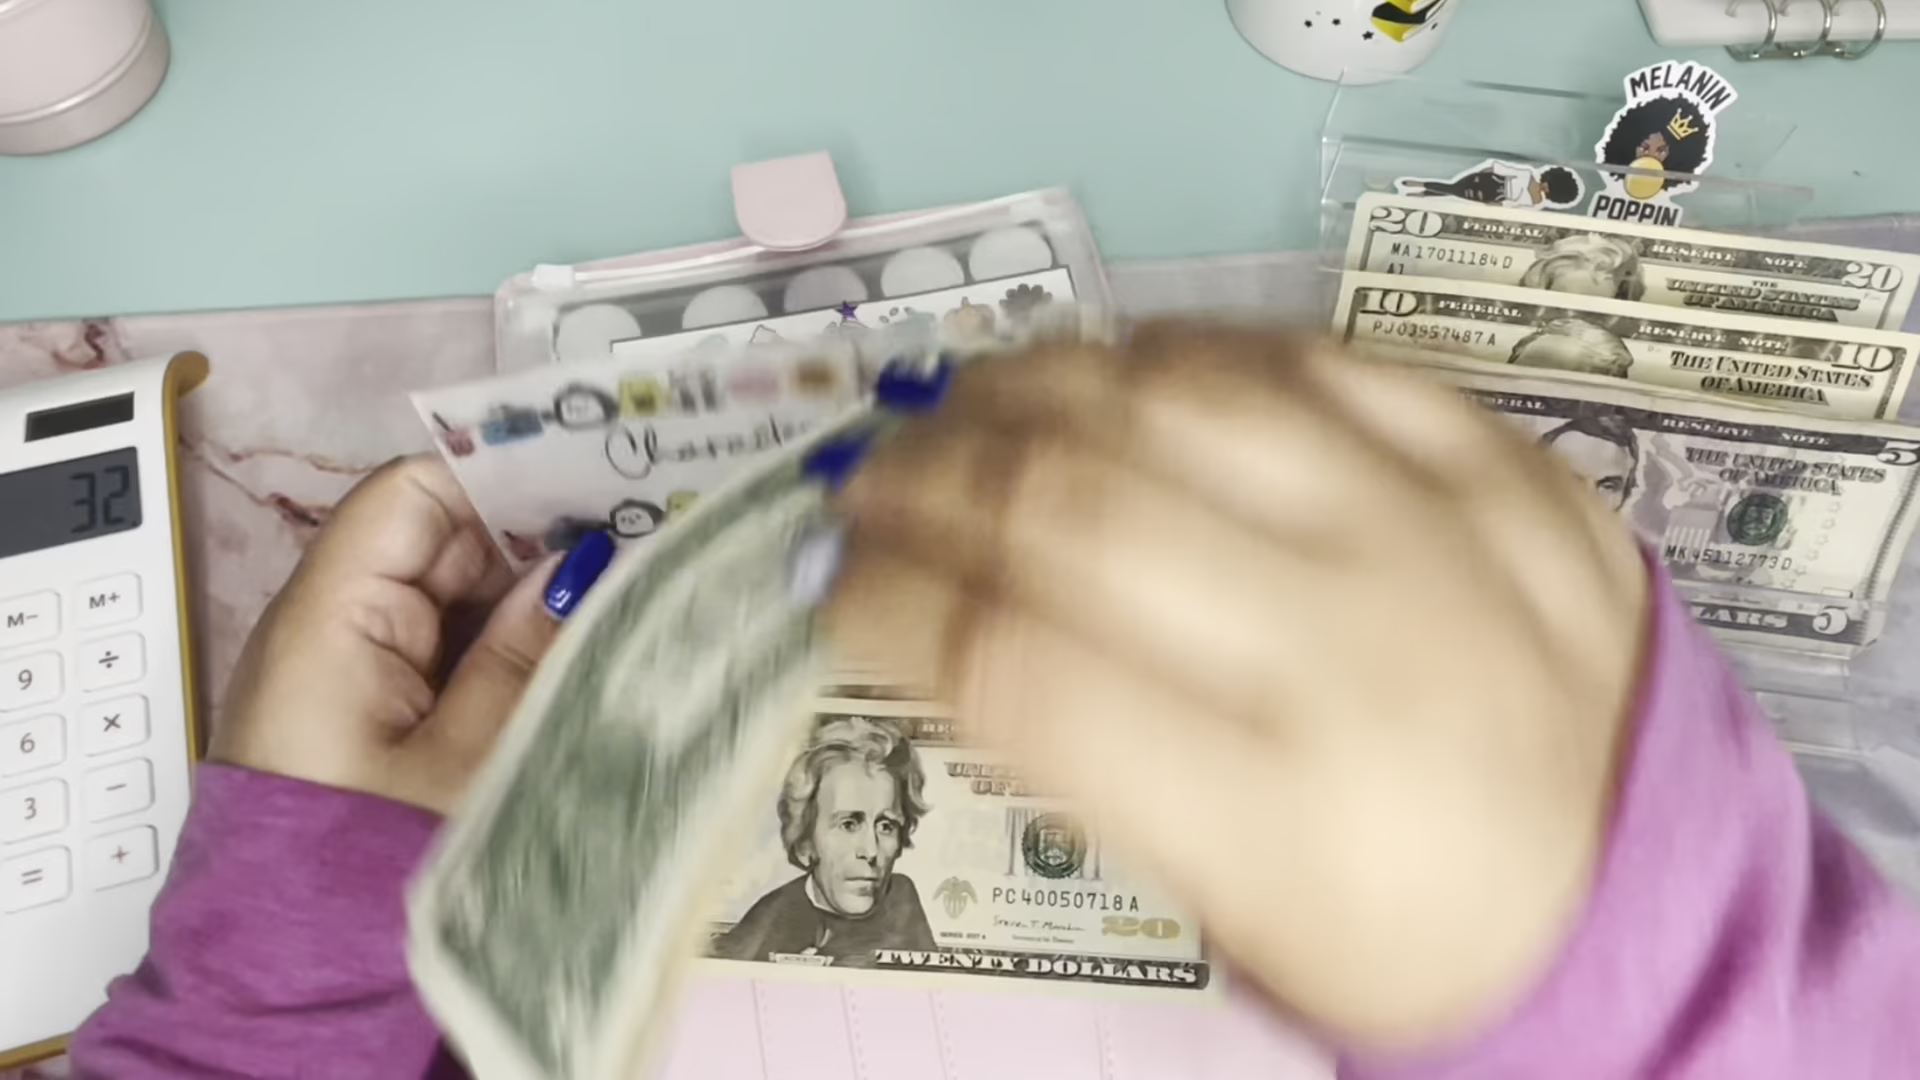 MELANIN
POPPIN
20 FEDERAL RESERVE NOTE
MA17011184D
A1
THE
UNITED STATES
OF AMERICA
20
10 FEDERAL RESERVE NOTE
PJ03957487A
THE UNITED STATES
OF AMERICA
10
RESERVE NOTE
5
THE UNITED STATES
OF AMERICA
MK45112773D
5
32
M- M+
9 ÷
6 ×
3 −
= +
PC40050718A
20
TWENTY DOLLARS